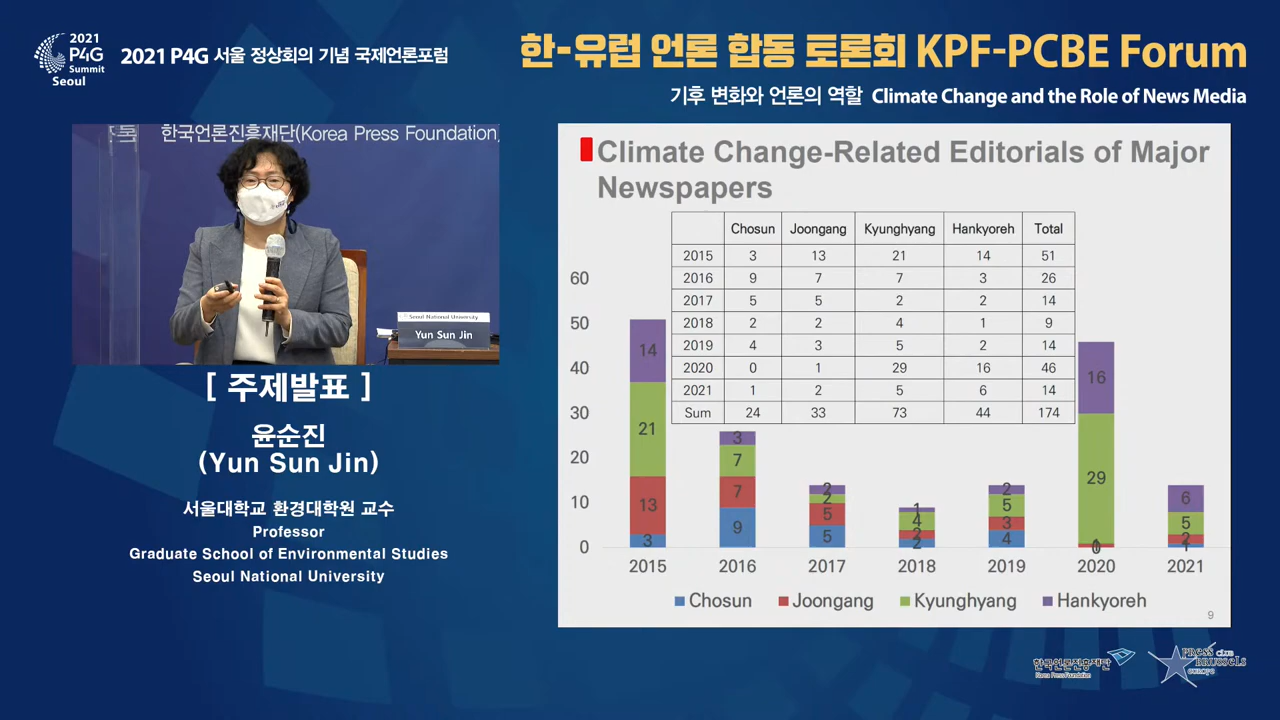 2021
P4G
Summit
Seoul
2021 P4G 서울 정상회의 기념 국제언론포럼
한-유럽 언론 합동 토론회 KPF-PCBE Forum
기후 변화와 언론의 역할 Climate Change and the Role of News Media
한국언론진흥재단(Korea Press Foundation)
Seoul National University
Yun Sun Jin
[ 주제발표 ]
윤순진
(Yun Sun Jin)
서울대학교 환경대학원 교수
Professor
Graduate School of Environmental Studies
Seoul National University
Climate Change-Related Editorials of Major
Newspapers
Chosun Joongang Kyunghyang Hankyoreh Total
2015 3 13 21 14 51
2016 9 7 7 3 26
2017 5 5 2 2 14
2018 2 2 4 1 9
2019 4 3 5 2 14
2020 0 1 29 16 46
2021 1 2 5 6 14
Sum 24 33 73 44 174
60
50
40
30
20
10
0
14
21
13
3
3
7
7
9
2
2
5
5
1
4
2
2
2
5
3
4
16
29
1
0
6
5
2
1
2015 2016 2017 2018 2019 2020 2021
Chosun Joongang Kyunghyang Hankyoreh
9
한국언론진흥재단
Korea Press Foundation
PRESS club
BRUSSELS
europe